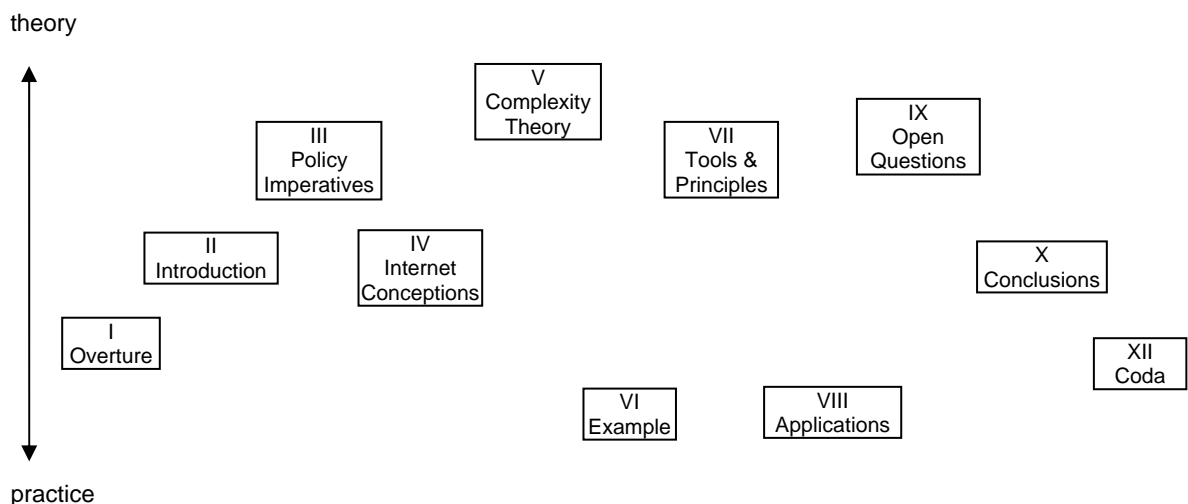 theory
I
Overture
II
Introduction
III
Policy
Imperatives
IV
Internet
Conceptions
V
Complexity
Theory
VI
Example
VII
Tools &
Principles
VIII
Applications
IX
Open
Questions
X
Conclusions
XII
Coda
practice